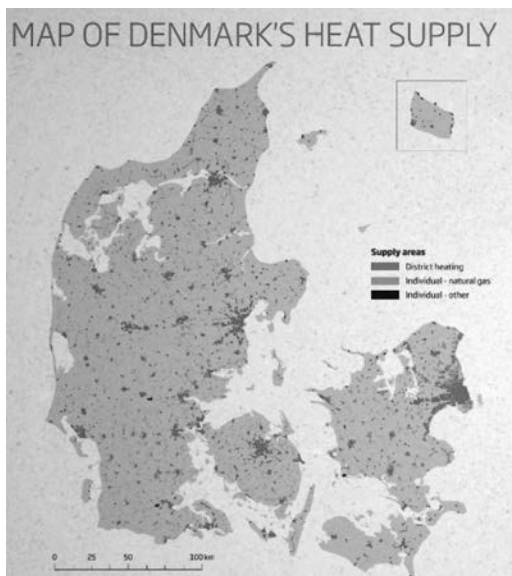 MAP OF DENMARK'S HEAT SUPPLY
Supply areas
District heating
Individual - natural gas
Individual - other
0 25 50 100 km